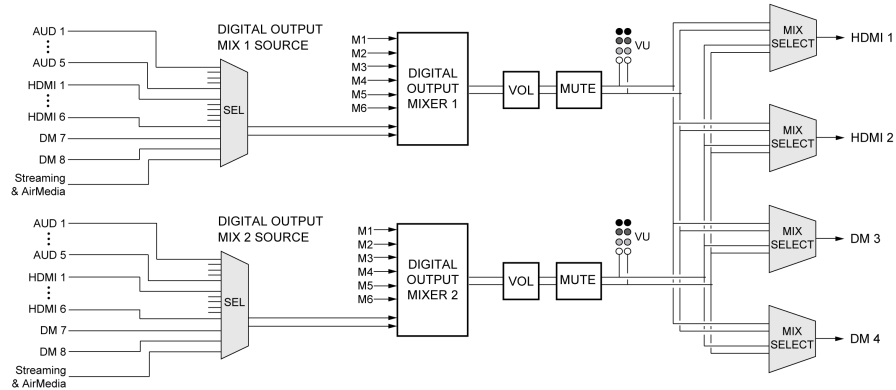 AUD 1
AUD 5
HDMI 1
HDMI 6
DM 7
DM 8
Streaming
& AirMedia
DIGITAL OUTPUT
MIX 1 SOURCE
SEL
M1
M2
M3
M4
M5
M6
DIGITAL
OUTPUT
MIXER 1
VOL
MUTE
VU
MIX
SELECT
HDMI 1
MIX
SELECT
HDMI 2
AUD 1
AUD 5
HDMI 1
HDMI 6
DM 7
DM 8
Streaming
& AirMedia
DIGITAL OUTPUT
MIX 2 SOURCE
SEL
M1
M2
M3
M4
M5
M6
DIGITAL
OUTPUT
MIXER 2
VOL
MUTE
VU
MIX
SELECT
DM 3
MIX
SELECT
DM 4